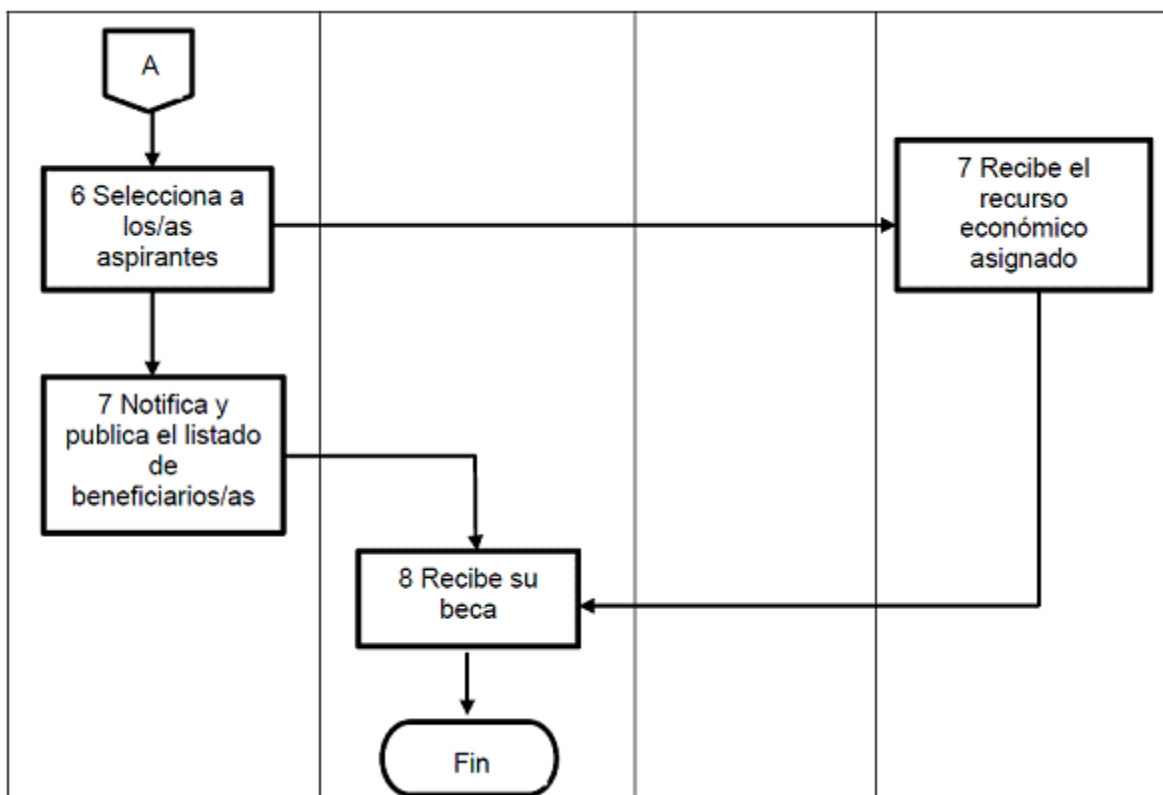 A
6 Selecciona a
los/as
aspirantes
7 Recibe el
recurso
económico
asignado
7 Notifica y
publica el listado
de
beneficiarios/as
8 Recibe su
beca
Fin